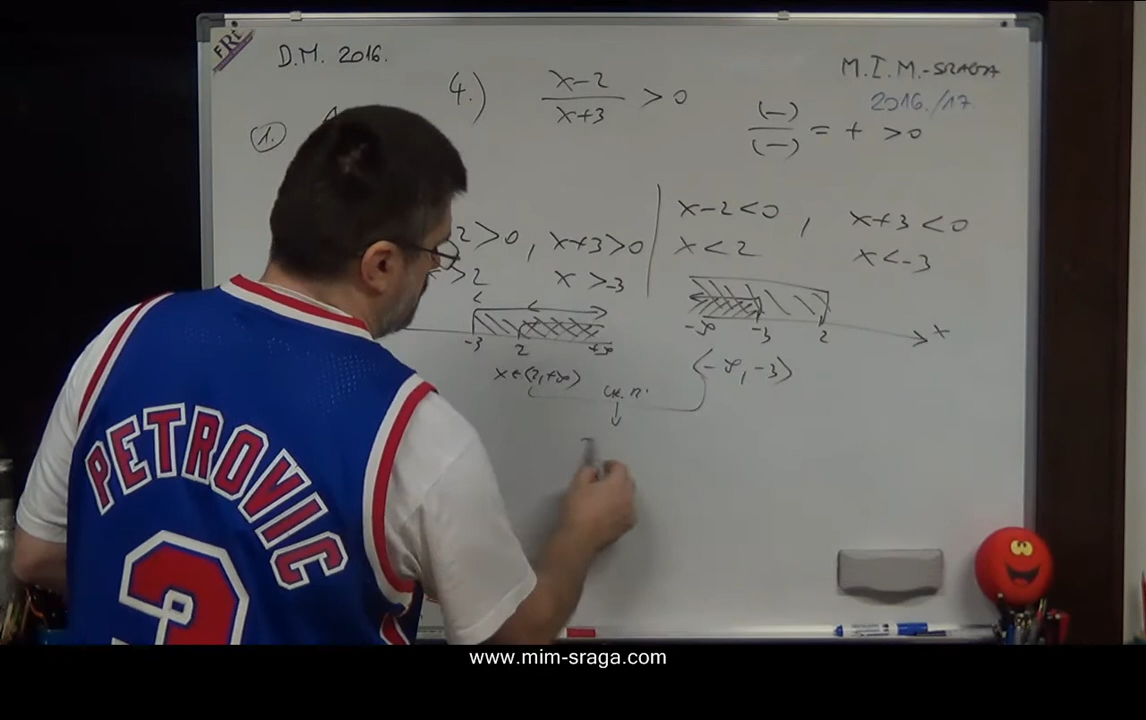 FRi
D.M. 2016.
M.I.M.-SRAGA
2016./17.
4.) x-2 / x+3 > 0
(-) / (-) = + > 0
1.
2>0, x+3>0
x-2<0, x+3<0
>2 x>-3
x<2 x<-3
-3 2 +∞
-∞ -3 2 x
x∈⟨2,+∞⟩
⟨-∞,-3⟩
PETROVIC
3
www.mim-sraga.com